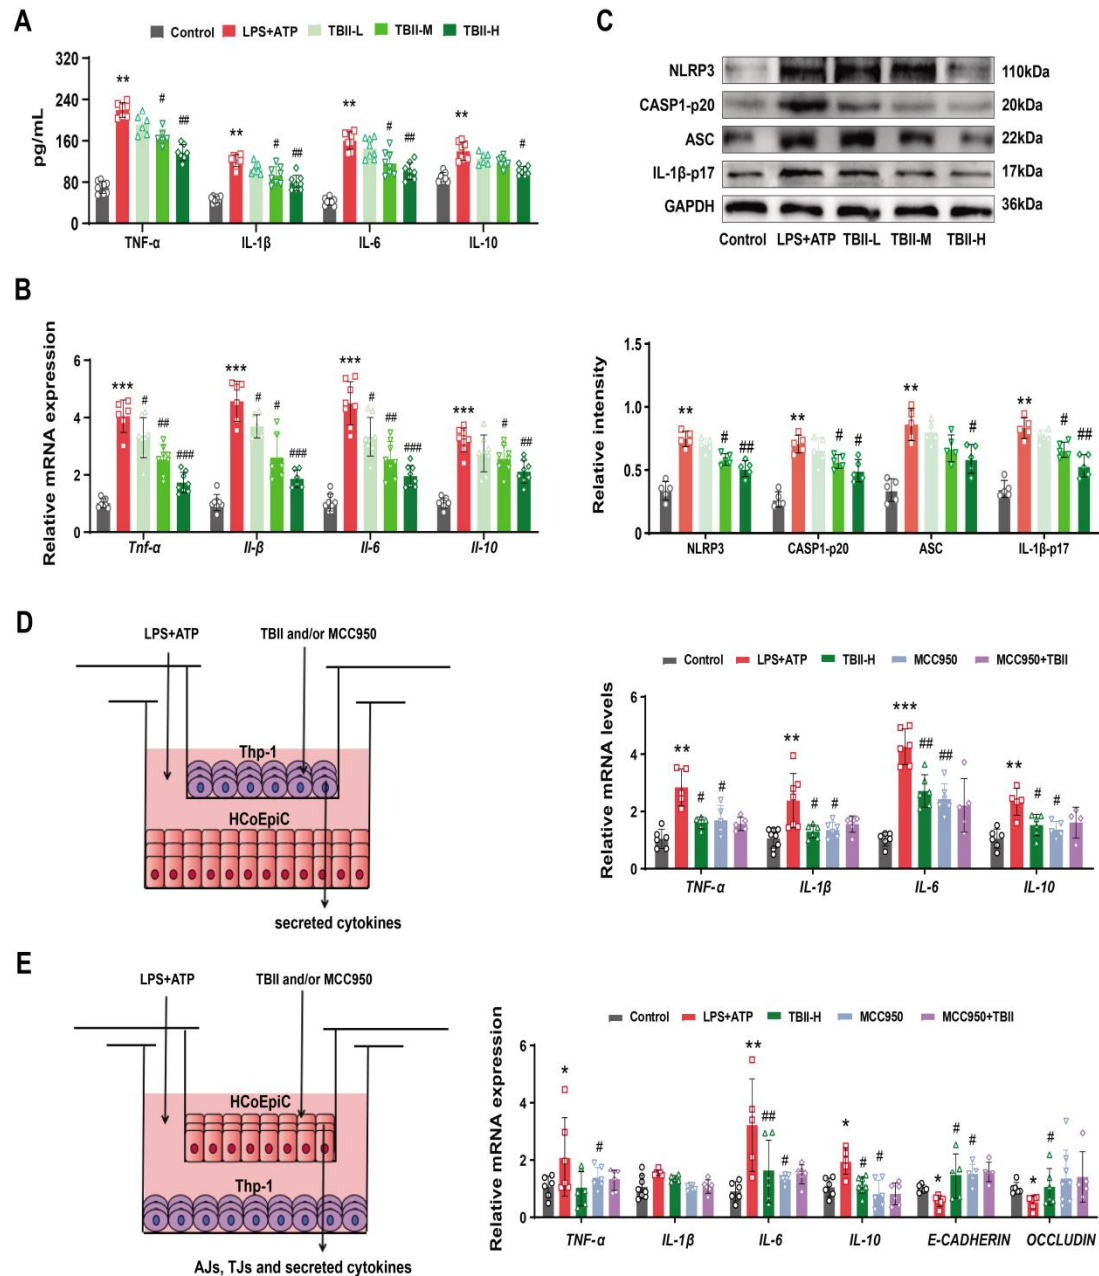 A
Control LPS+ATP TBII-L TBII-M TBII-H
320
240
160
80
0
pg/mL
** # ##
** # ##
** # ##
** #
TNF-α IL-1β IL-6 IL-10
C
NLRP3 110kDa
CASP1-p20 20kDa
ASC 22kDa
IL-1β-p17 17kDa
GAPDH 36kDa
Control LPS+ATP TBII-L TBII-M TBII-H
B
Relative mRNA expression
6
4
2
0
*** # ## ###
*** # # ###
*** # ## ###
*** # ##
Tnf-α Il-β Il-6 Il-10
Relative intensity
1.5
1.0
0.5
0
** # ##
** # #
** #
** # ##
NLRP3 CASP1-p20 ASC IL-1β-p17
D
LPS+ATP TBII and/or MCC950
Thp-1
HCoEpiC
secreted cytokines
Control LPS+ATP TBII-H MCC950 MCC950+TBII
Relative mRNA levels
6
4
2
0
** # #
** # #
*** ## ##
** # #
TNF-α IL-1β IL-6 IL-10
E
LPS+ATP TBII and/or MCC950
HCoEpiC
Thp-1
AJs, TJs and secreted cytokines
Control LPS+ATP TBII-H MCC950 MCC950+TBII
Relative mRNA expression
6
4
2
0
* #
** ## #
* # #
* # #
* #
TNF-α IL-1β IL-6 IL-10 E-CADHERIN OCCLUDIN